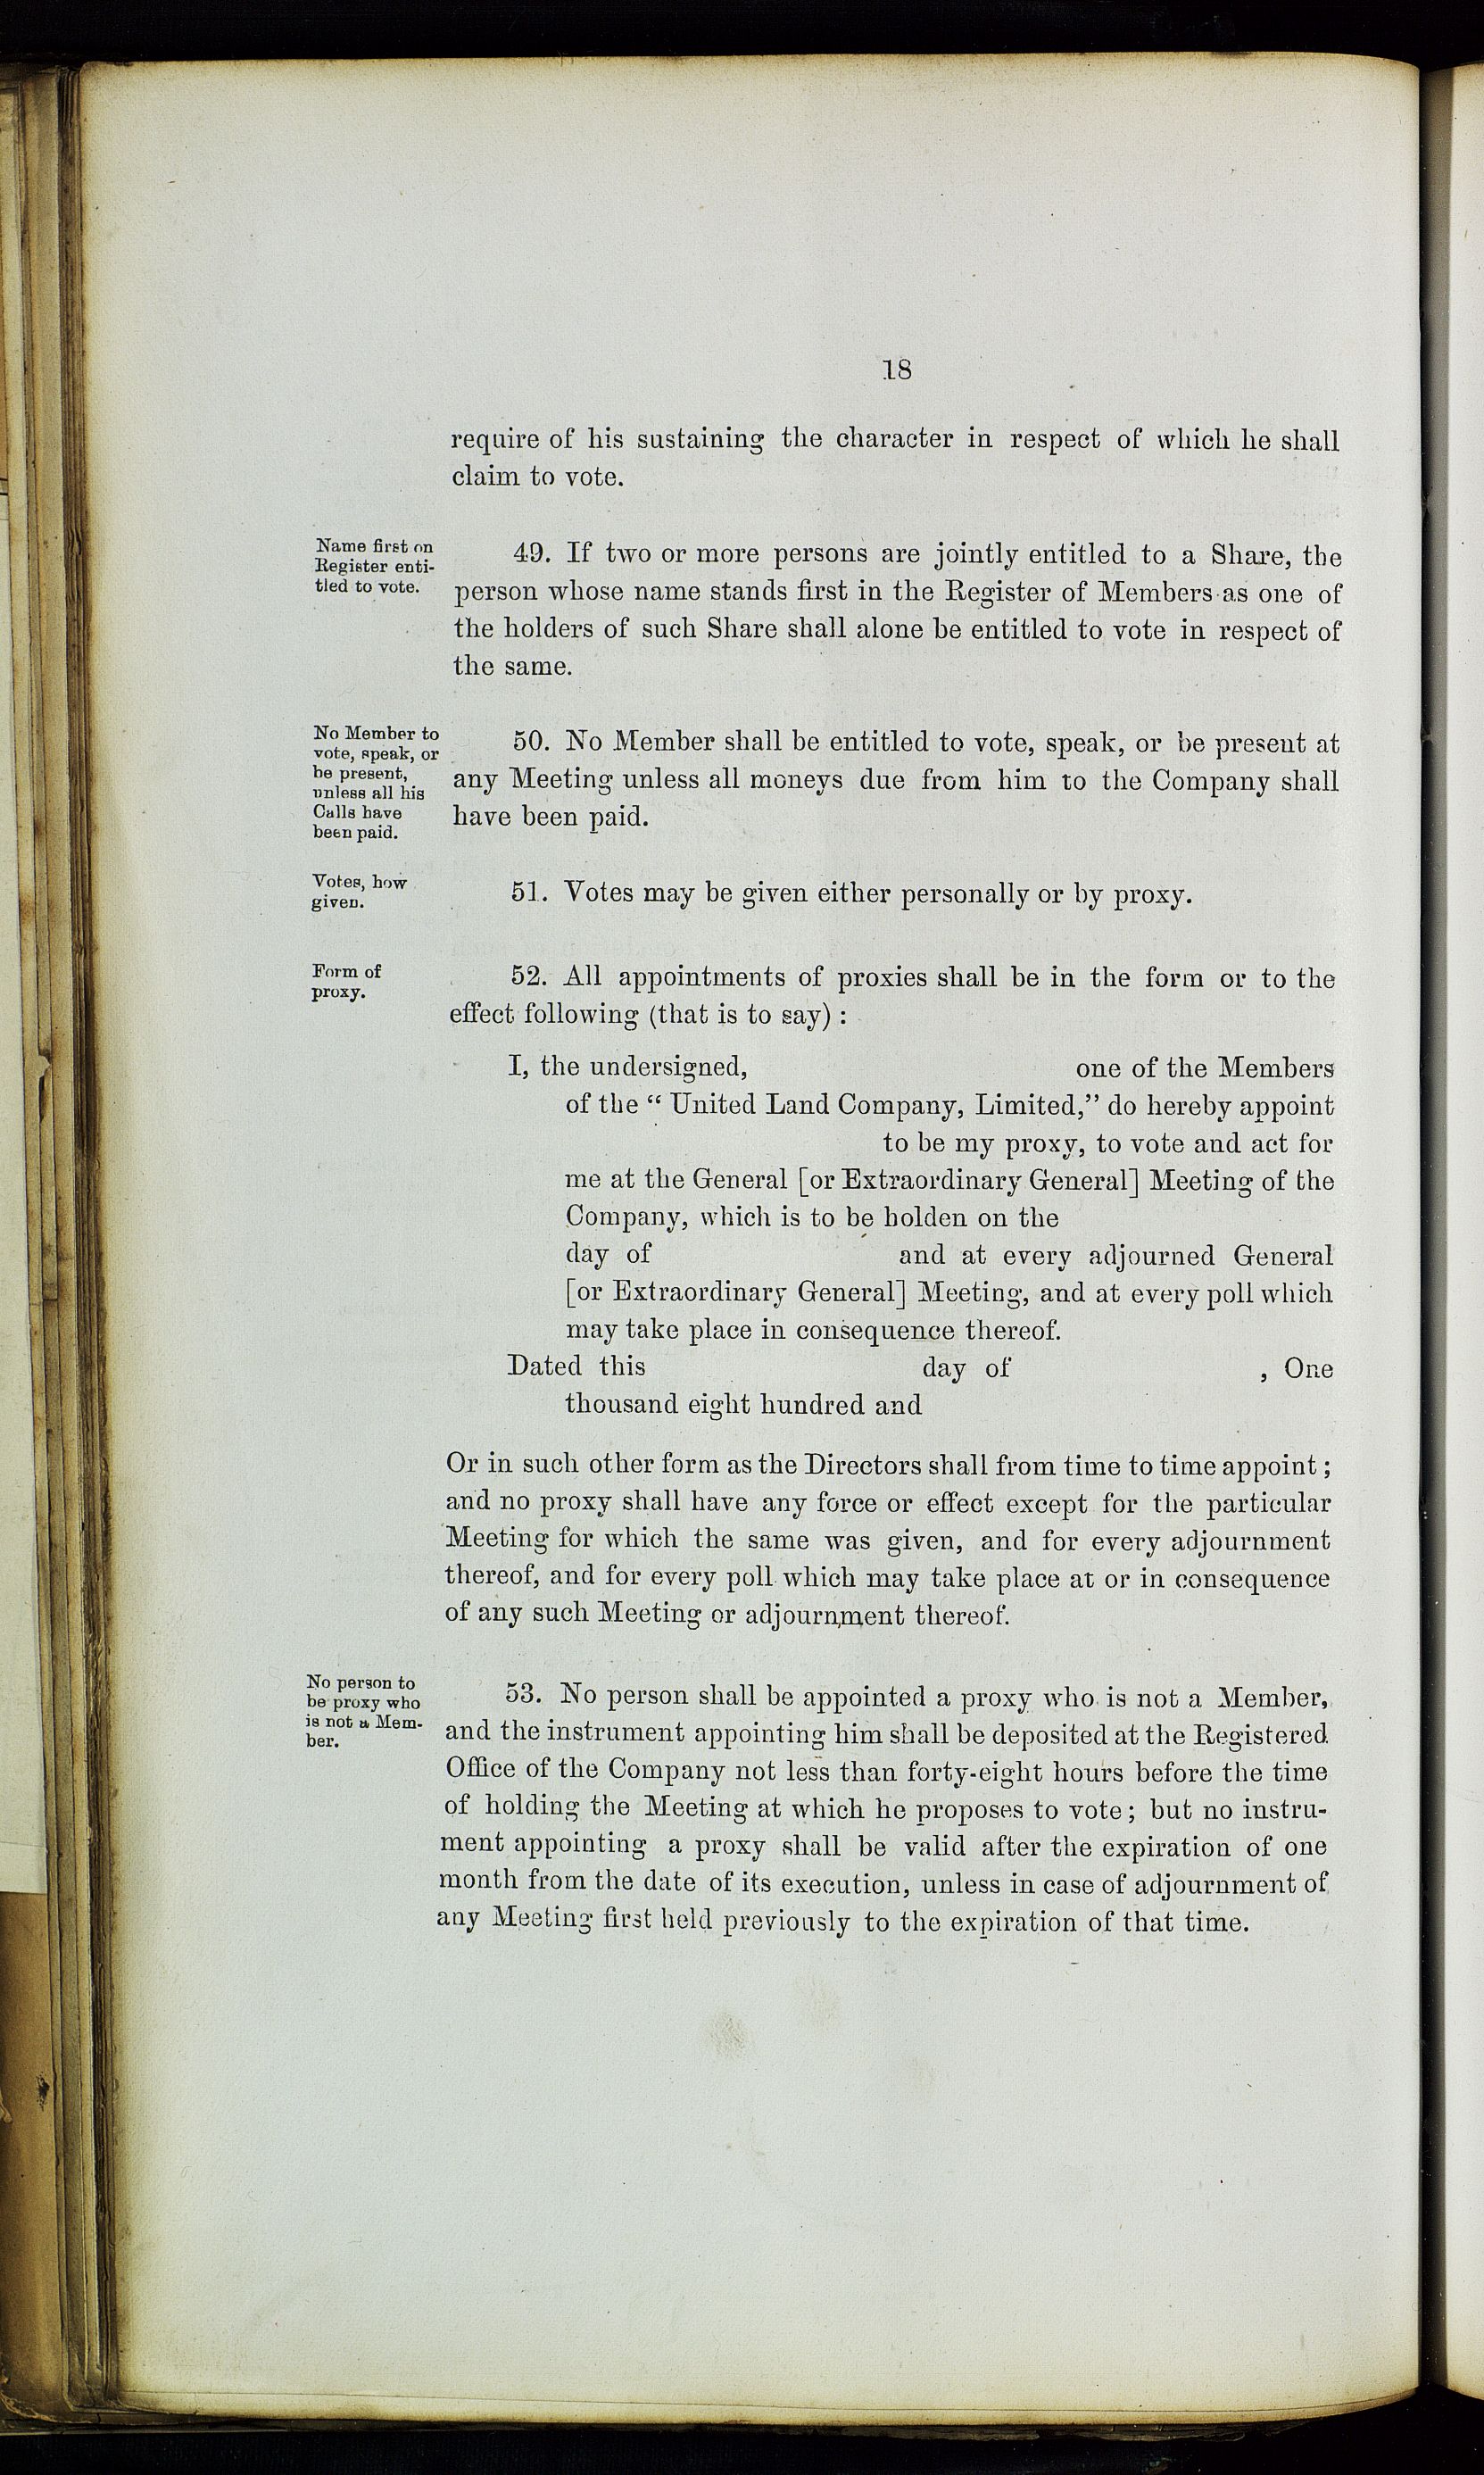 18
require of his sustaining the character in respect of which he shall
claim to vote.
Name first on
Register enti-
tled to vote.
49. If two or more persons are jointly entitled to a Share, the
person whose name stands first in the Register of Members as one of
the holders of such Share shall alone be entitled to vote in respect of
the same.
No Member to
vote, speak, or
be present,
unless all his
Calls have
been paid.
50. No Member shall be entitled to vote, speak, or be present at
any Meeting unless all moneys due from him to the Company shall
have been paid.
Votes, how
given.
51. Votes may be given either personally or by proxy.
Form of
proxy.
52. All appointments of proxies shall be in the form or to the
effect following (that is to say) :
I, the undersigned, one of the Members
of the “ United Land Company, Limited,” do hereby appoint
to be my proxy, to vote and act for
me at the General [or Extraordinary General] Meeting of the
Company, which is to be holden on the
day of and at every adjourned General
[or Extraordinary General] Meeting, and at every poll which
may take place in consequence thereof.
Dated this day of , One
thousand eight hundred and
Or in such other form as the Directors shall from time to time appoint ;
and no proxy shall have any force or effect except for the particular
Meeting for which the same was given, and for every adjournment
thereof, and for every poll which may take place at or in consequence
of any such Meeting or adjournment thereof.
No person to
be proxy who
is not a Mem-
ber.
53. No person shall be appointed a proxy who is not a Member,
and the instrument appointing him shall be deposited at the Registered
Office of the Company not less than forty-eight hours before the time
of holding the Meeting at which he proposes to vote ; but no instru-
ment appointing a proxy shall be valid after the expiration of one
month from the date of its execution, unless in case of adjournment of
any Meeting first held previously to the expiration of that time.